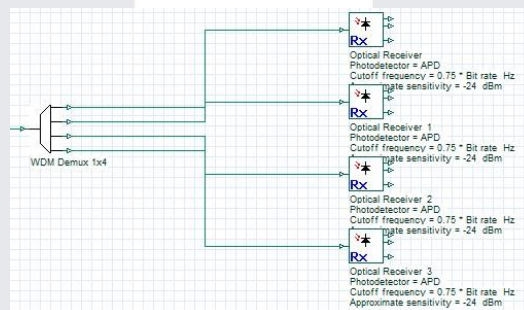 Rx
Optical Receiver
Photodetector = APD
Cutoff frequency = 0.75 * Bit rate Hz
mate sensitivity = -24 dBm
Rx
Optical Receiver 1
Photodetector = APD
Cutoff frequency = 0.75 * Bit rate Hz
mate sensitivity = -24 dBm
WDM Demux 1x4
Rx
Optical Receiver 2
Photodetector = APD
Cutoff frequency = 0.75 * Bit rate Hz
mate sensitivity = -24 dBm
Rx
Optical Receiver 3
Photodetector = APD
Cutoff frequency = 0.75 * Bit rate Hz
Approximate sensitivity = -24 dBm